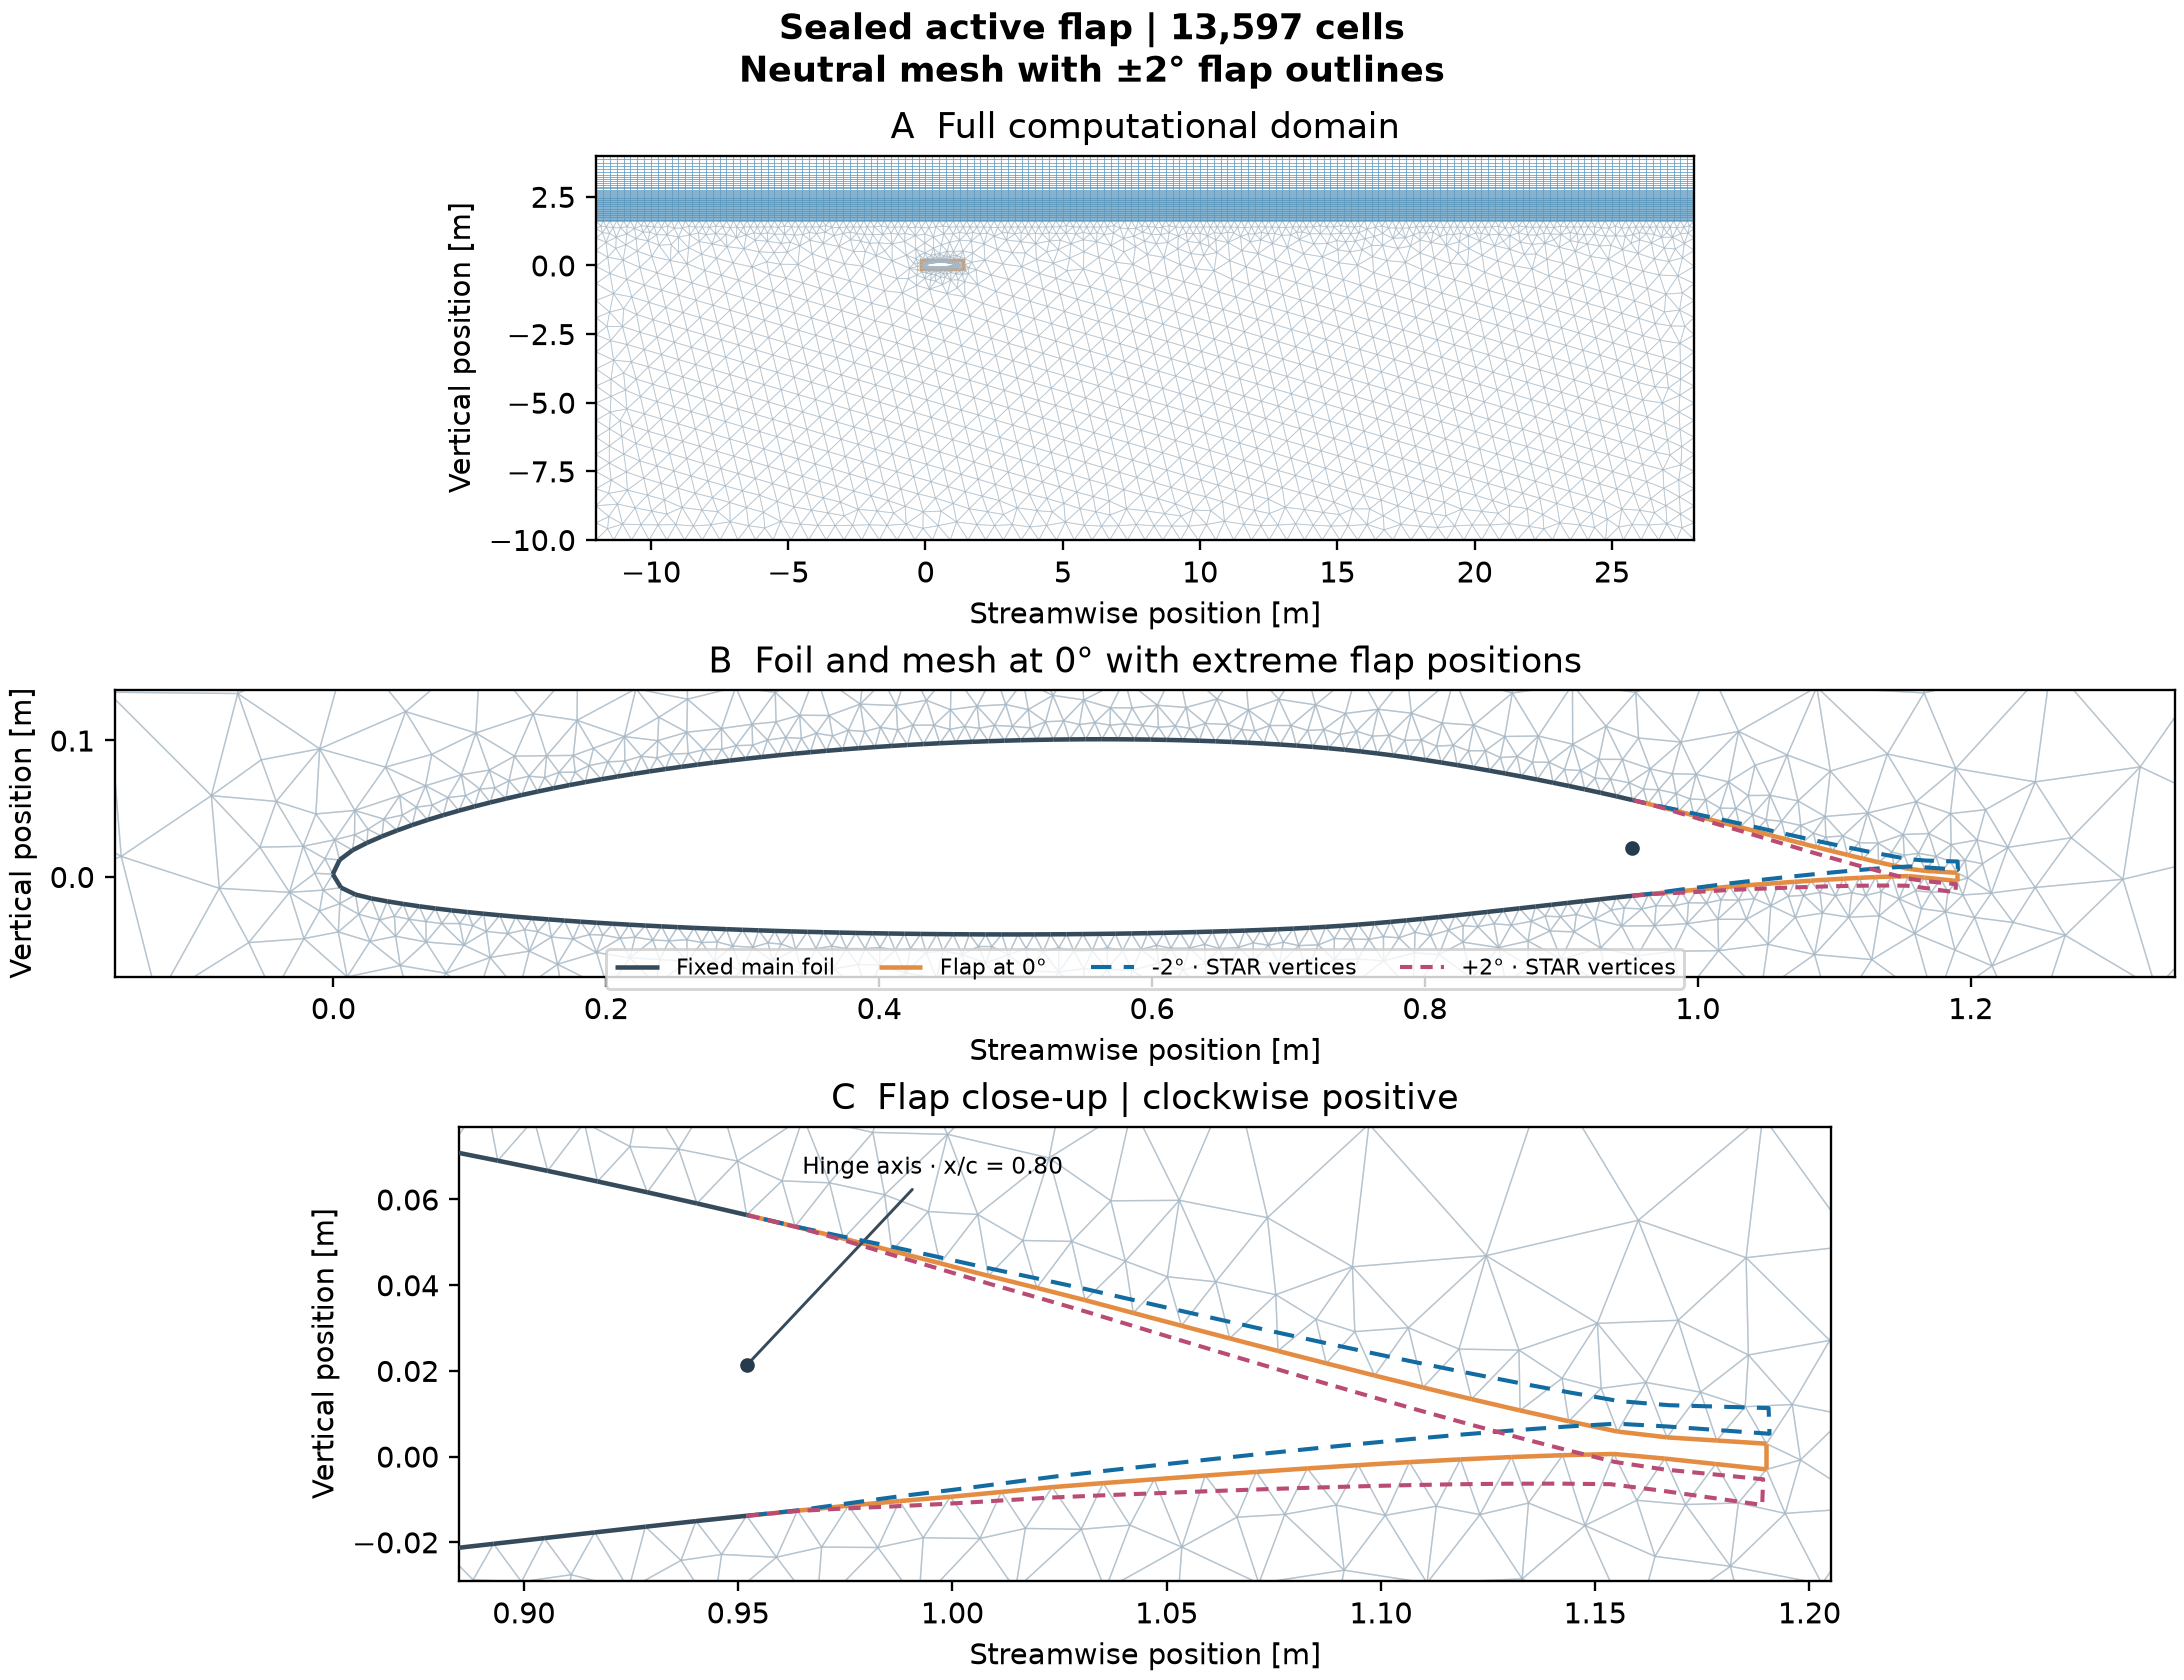 Sealed active flap | 13,597 cells
Neutral mesh with ±2° flap outlines
A Full computational domain
Vertical position [m]
2.5
0.0
−2.5
−5.0
−7.5
−10.0
−10 −5 0 5 10 15 20 25
Streamwise position [m]
B Foil and mesh at 0° with extreme flap positions
Vertical position [m]
0.1
0.0
Fixed main foil Flap at 0° -2° · STAR vertices +2° · STAR vertices
0.0 0.2 0.4 0.6 0.8 1.0 1.2
Streamwise position [m]
C Flap close-up | clockwise positive
Vertical position [m]
Hinge axis · x/c = 0.80
0.06
0.04
0.02
0.00
−0.02
0.90 0.95 1.00 1.05 1.10 1.15 1.20
Streamwise position [m]